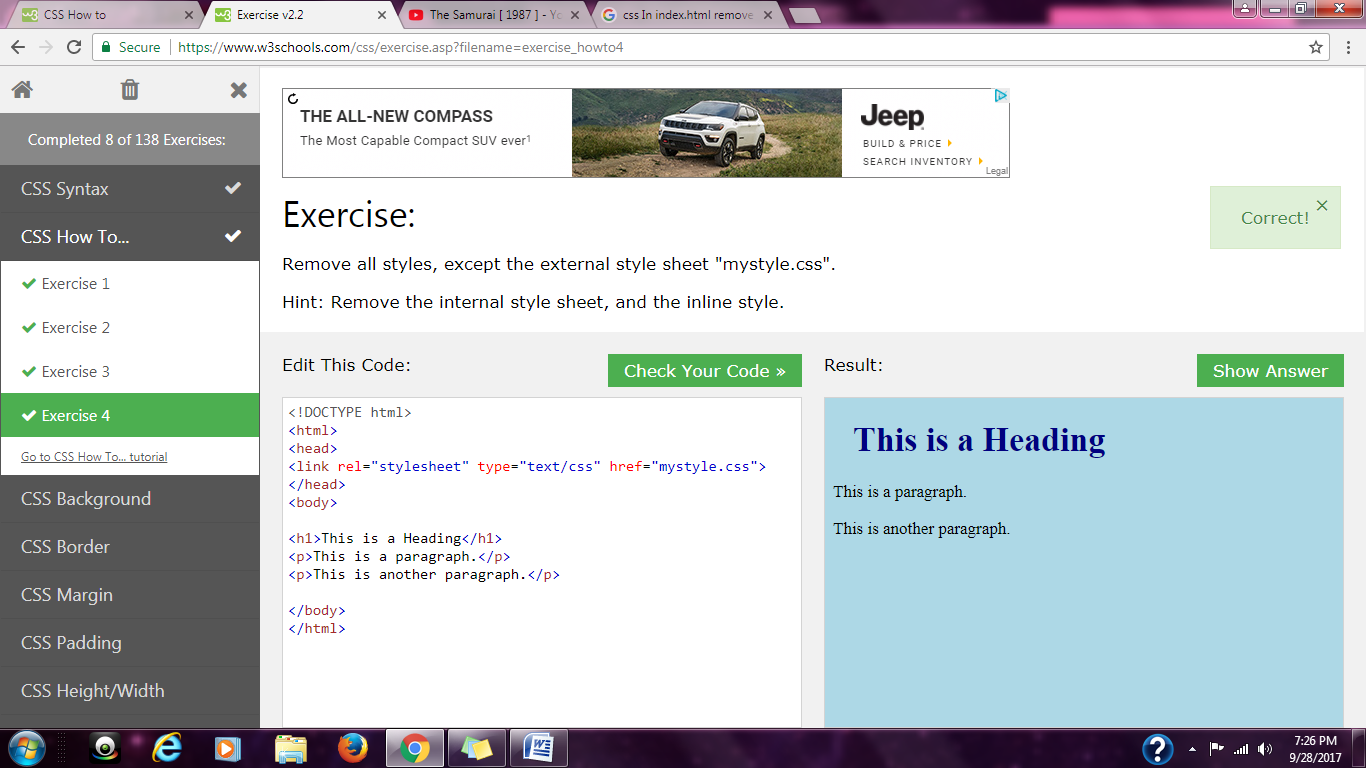 CSS How to
Exercise v2.2
The Samurai [ 1987 ] - Yo
css In index.html remove
Secure
https://www.w3schools.com/css/exercise.asp?filename=exercise_howto4
Completed 8 of 138 Exercises:
CSS Syntax
CSS How To...
Exercise 1
Exercise 2
Exercise 3
Exercise 4
Go to CSS How To... tutorial
CSS Background
CSS Border
CSS Margin
CSS Padding
CSS Height/Width
THE ALL-NEW COMPASS
The Most Capable Compact SUV ever¹
Jeep
BUILD & PRICE
SEARCH INVENTORY
Legal
Exercise:
Correct!
Remove all styles, except the external style sheet "mystyle.css".
Hint: Remove the internal style sheet, and the inline style.
Edit This Code:
Check Your Code »
<!DOCTYPE html>
<html>
<head>
<link rel="stylesheet" type="text/css" href="mystyle.css">
</head>
<body>
<h1>This is a Heading</h1>
<p>This is a paragraph.</p>
<p>This is another paragraph.</p>
</body>
</html>
Result:
Show Answer
This is a Heading
This is a paragraph.
This is another paragraph.
7:26 PM
9/28/2017